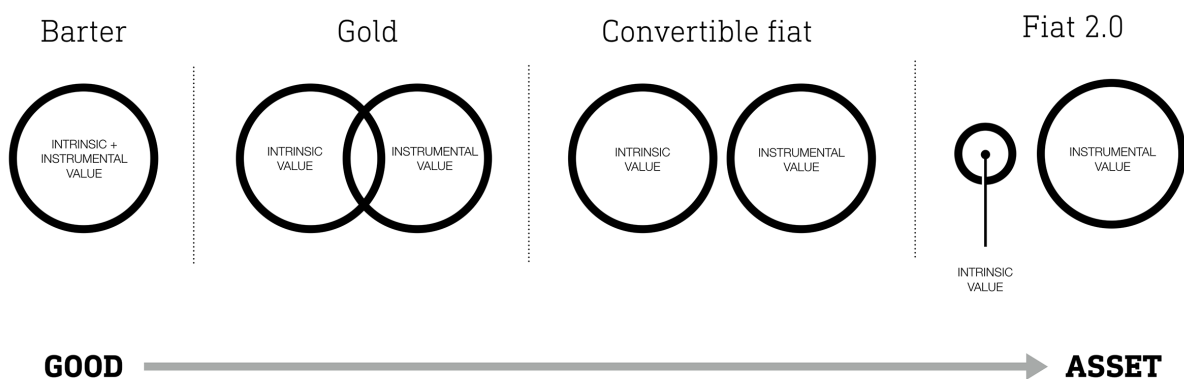 Barter
Gold
Convertible fiat
Fiat 2.0
INTRINSIC +
INSTRUMENTAL
VALUE
INTRINSIC
VALUE
INSTRUMENTAL
VALUE
INTRINSIC
VALUE
INSTRUMENTAL
VALUE
INSTRUMENTAL
VALUE
INTRINSIC
VALUE
GOOD
ASSET